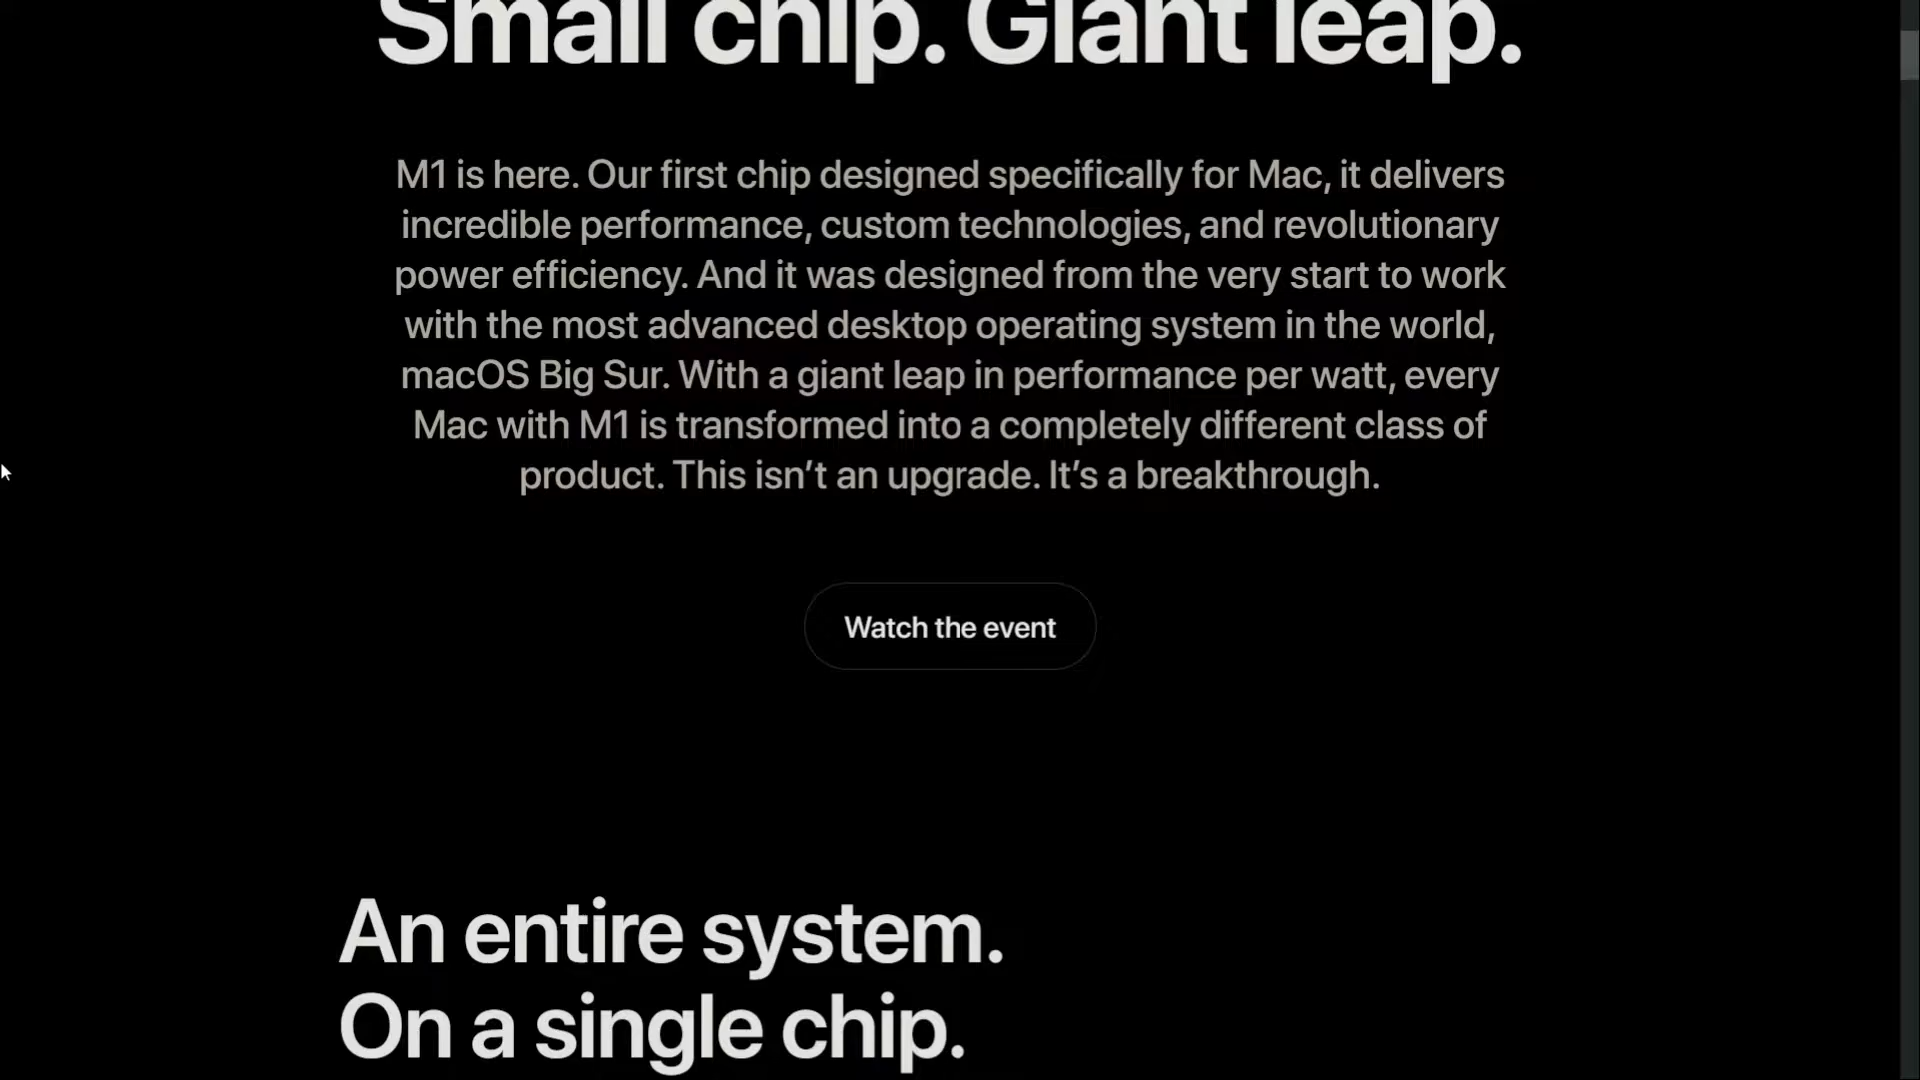 Small chip. Giant leap.
M1 is here. Our first chip designed specifically for Mac, it delivers
incredible performance, custom technologies, and revolutionary
power efficiency. And it was designed from the very start to work
with the most advanced desktop operating system in the world,
macOS Big Sur. With a giant leap in performance per watt, every
Mac with M1 is transformed into a completely different class of
product. This isn’t an upgrade. It’s a breakthrough.
Watch the event
An entire system.
On a single chip.